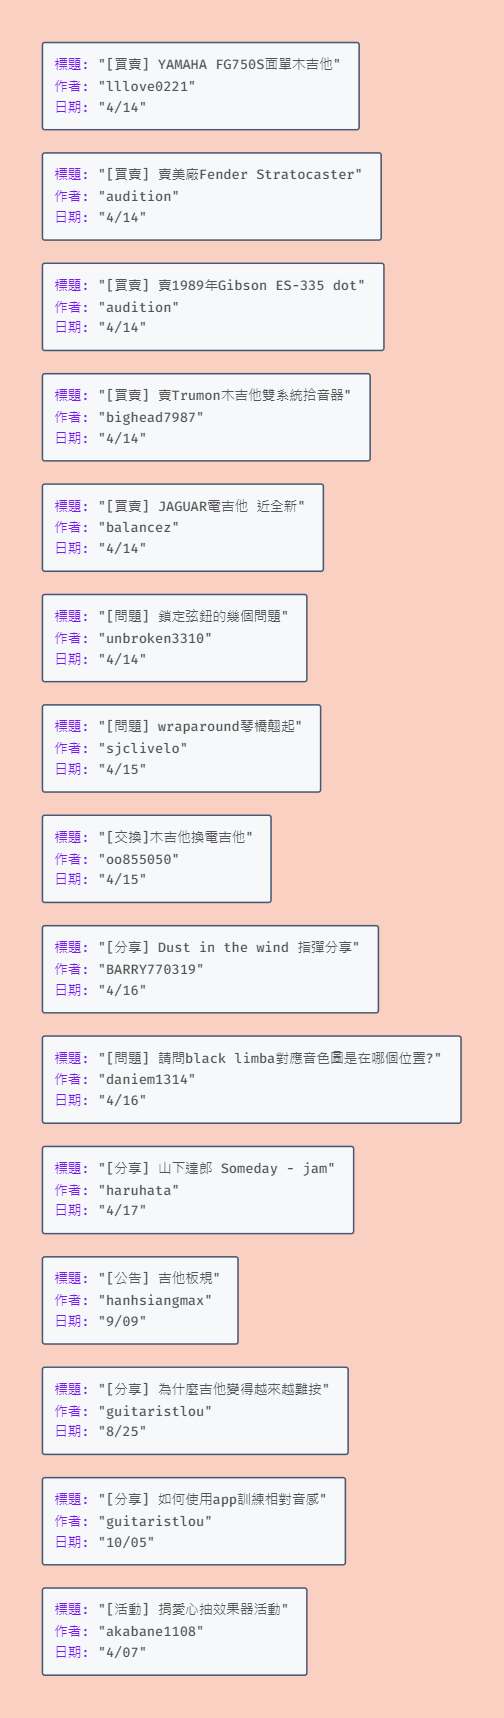 標題: "[買賣] YAMAHA FG750S面單木吉他"
作者: "lllove0221"
日期: "4/14"
標題: "[買賣] 賣美廠Fender Stratocaster"
作者: "audition"
日期: "4/14"
標題: "[買賣] 賣1989年Gibson ES-335 dot"
作者: "audition"
日期: "4/14"
標題: "[買賣] 賣Trumon木吉他雙系統拾音器"
作者: "bighead7987"
日期: "4/14"
標題: "[買賣] JAGUAR電吉他 近全新"
作者: "balancez"
日期: "4/14"
標題: "[問題] 鎖定弦鈕的幾個問題"
作者: "unbroken3310"
日期: "4/14"
標題: "[問題] wraparound琴橋翹起"
作者: "sjclivelo"
日期: "4/15"
標題: "[交換]木吉他換電吉他"
作者: "oo855050"
日期: "4/15"
標題: "[分享] Dust in the wind 指彈分享"
作者: "BARRY770319"
日期: "4/16"
標題: "[問題] 請問black limba對應音色圖是在哪個位置?"
作者: "daniem1314"
日期: "4/16"
標題: "[分享] 山下達郎 Someday - jam"
作者: "haruhata"
日期: "4/17"
標題: "[公告] 吉他板規"
作者: "hanhsiangmax"
日期: "9/09"
標題: "[分享] 為什麼吉他變得越來越難按"
作者: "guitaristlou"
日期: "8/25"
標題: "[分享] 如何使用app訓練相對音感"
作者: "guitaristlou"
日期: "10/05"
標題: "[活動] 捐愛心抽效果器活動"
作者: "akabane1108"
日期: "4/07"